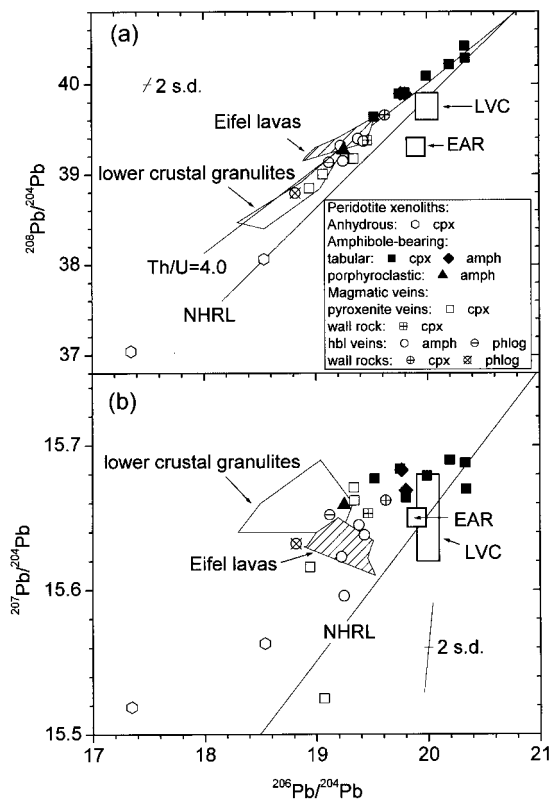 (a)
2 s.d.
LVC
Eifel lavas
EAR
lower crustal granulites
Th/U=4.0
NHRL
40
39
38
37
208Pb/204Pb
Peridotite xenoliths:
Anhydrous: cpx
Amphibole-bearing:
tabular: cpx amph
porphyroclastic: amph
Magmatic veins:
pyroxenite veins: cpx
wall rock: cpx
hbl veins: amph phlog
wall rocks: cpx phlog
(b)
lower crustal granulites
EAR
Eifel lavas
LVC
NHRL
2 s.d.
15.7
15.6
15.5
207Pb/204Pb
17 18 19 20 21
206Pb/204Pb